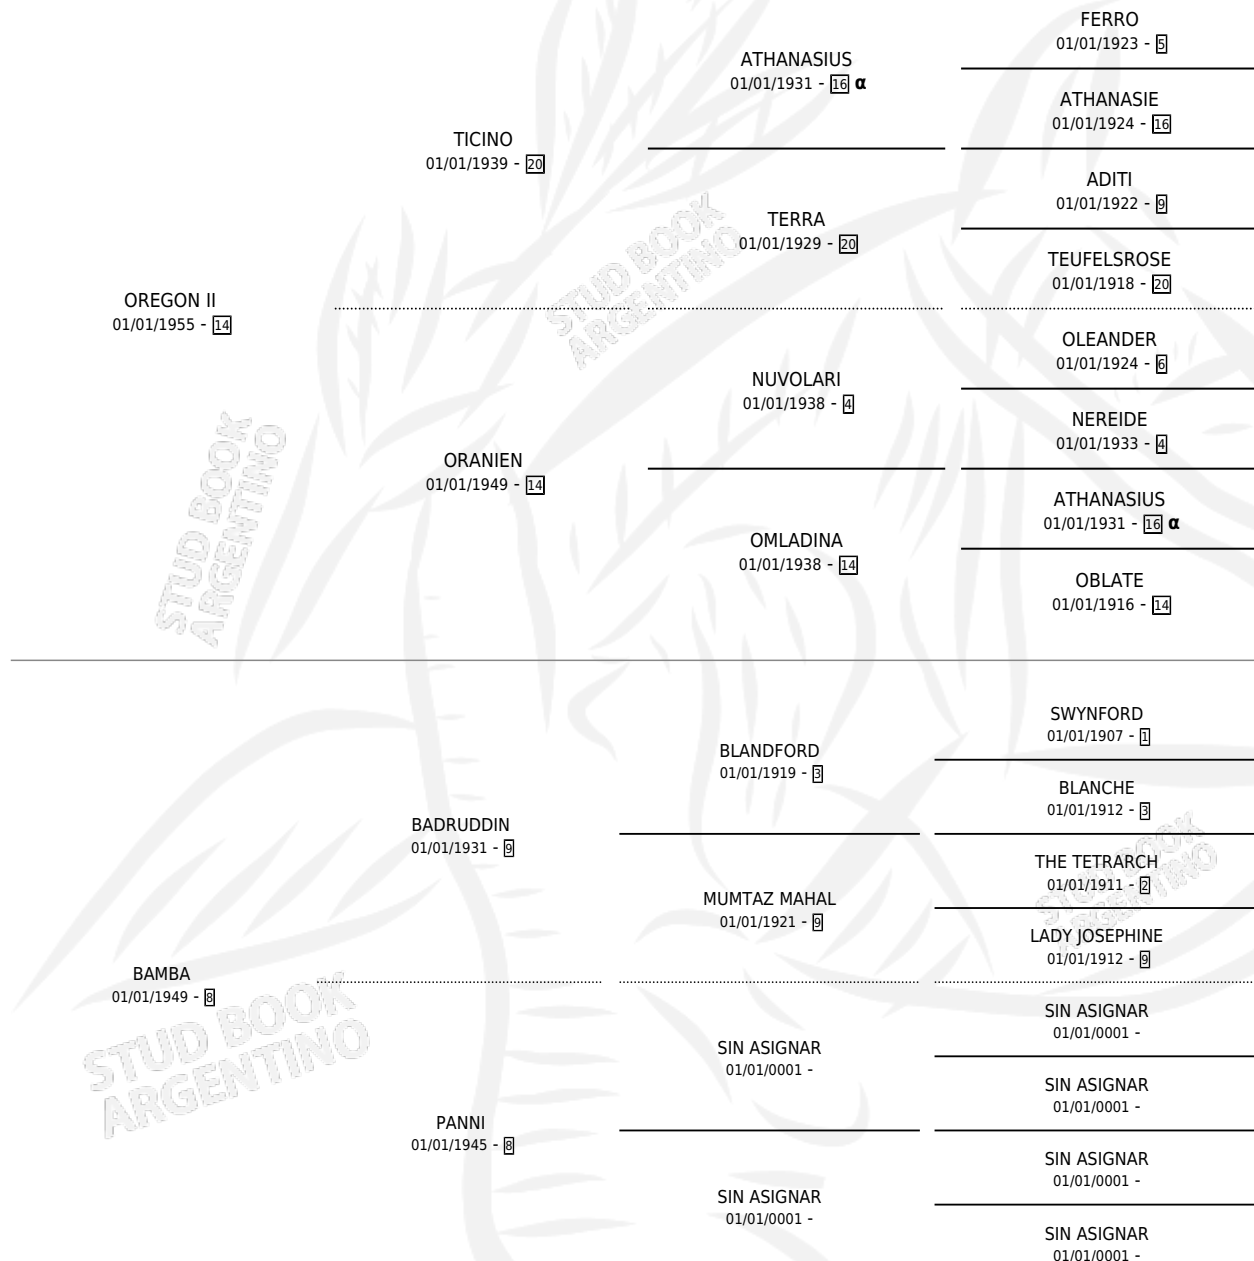 FERRO
01/01/1923 - 5
ATHANASIUS
01/01/1931 - 16 α
ATHANASIE
01/01/1924 - 16
TICINO
01/01/1939 - 20
ADITI
01/01/1922 - 9
TERRA
01/01/1929 - 20
TEUFELSROSE
01/01/1918 - 20
OREGON II
01/01/1955 - 14
STUD BOOK
ARGENTINO
OLEANDER
01/01/1924 - 6
NUVOLARI
01/01/1938 - 4
NEREIDE
01/01/1933 - 4
ORANIEN
01/01/1949 - 14
ATHANASIUS
01/01/1931 - 16 α
OMLADINA
01/01/1938 - 14
OBLATE
01/01/1916 - 14
STUD BOOK
ARGENTINO
SWYNFORD
01/01/1907 - 1
BLANDFORD
01/01/1919 - 3
BLANCHE
01/01/1912 - 3
BADRUDDIN
01/01/1931 - 9
THE TETRARCH
01/01/1911 - 2
MUMTAZ MAHAL
01/01/1921 - 9
LADY JOSEPHINE
01/01/1912 - 9
STUD BOOK
ARGENTINO
BAMBA
01/01/1949 - 8
STUD BOOK
ARGENTINO
SIN ASIGNAR
01/01/0001 -
SIN ASIGNAR
01/01/0001 -
SIN ASIGNAR
01/01/0001 -
PANNI
01/01/1945 - 8
SIN ASIGNAR
01/01/0001 -
SIN ASIGNAR
01/01/0001 -
SIN ASIGNAR
01/01/0001 -